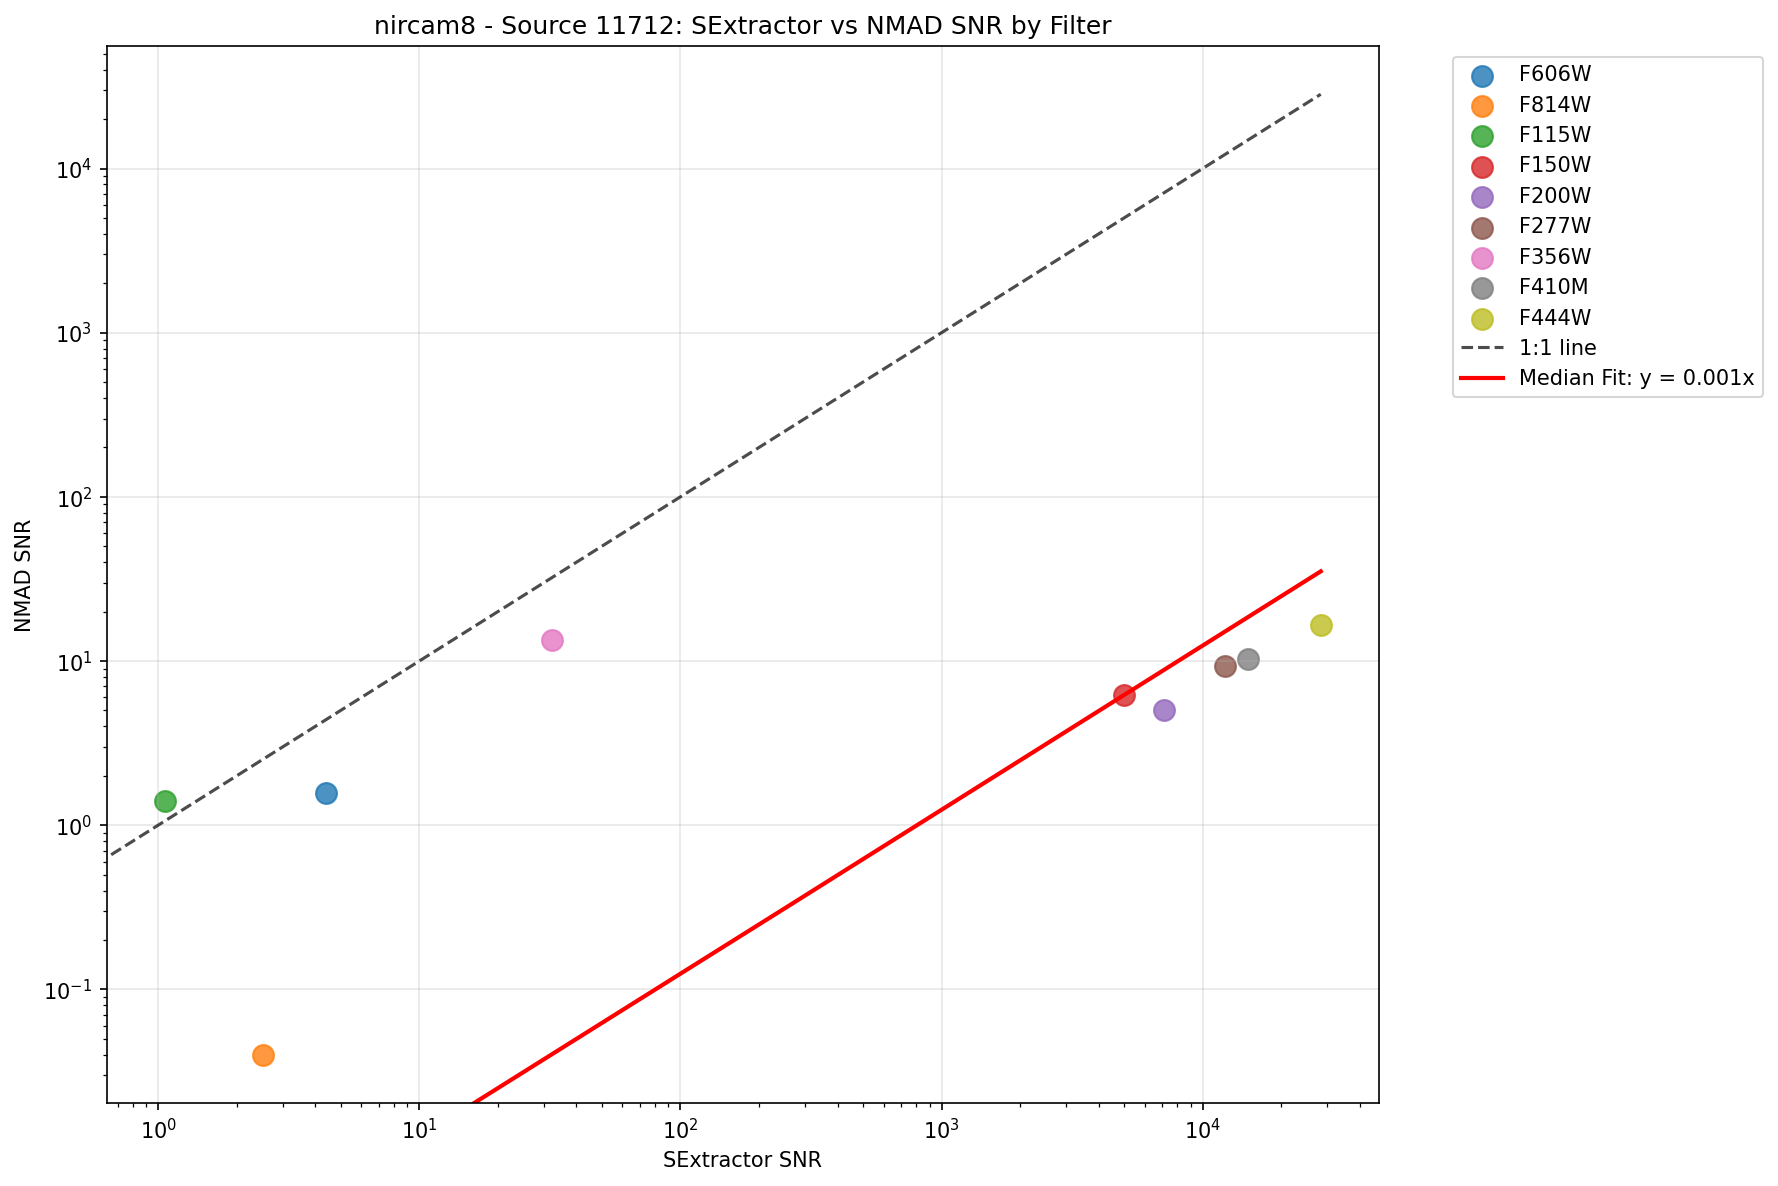 nircam8 - Source 11712: SExtractor vs NMAD SNR by Filter
F606W
F814W
F115W
F150W
F200W
F277W
F356W
F410M
F444W
1:1 line
Median Fit: y = 0.001x
NMAD SNR
10⁴
10³
10²
10¹
10⁰
10⁻¹
10⁰ 10¹ 10² 10³ 10⁴
SExtractor SNR